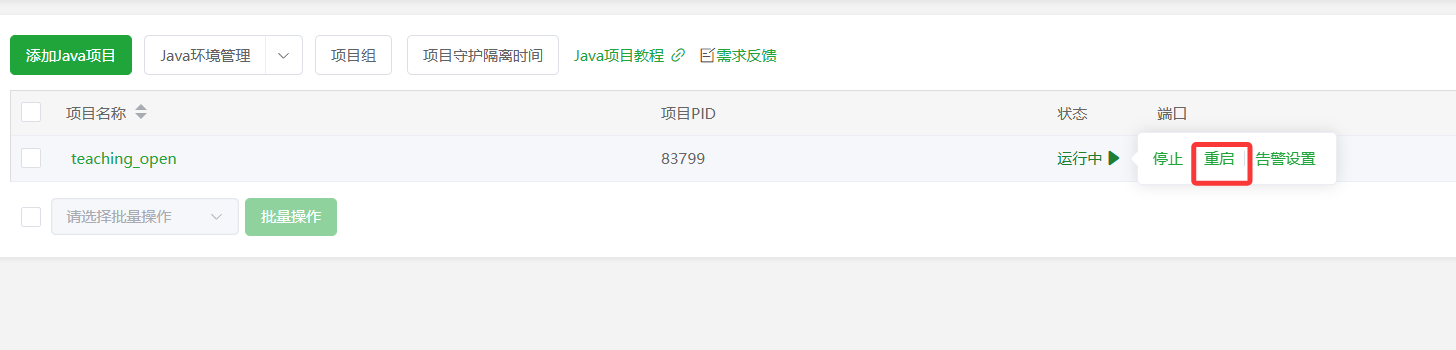 添加Java项目 Java环境管理 项目组 项目守护隔离时间 Java项目教程 需求反馈
项目名称 项目PID 状态 端口
teaching_open 83799 运行中 停止 重启 告警设置
请选择批量操作 批量操作